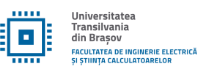 Universitatea
Transilvania
din Brașov
FACULTATEA DE INGINERIE ELECTRICĂ
ȘI ȘTIINȚA CALCULATOARELOR